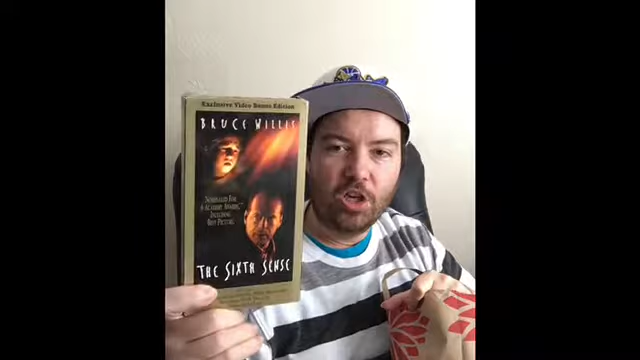 Exclusive Video Bonus Edition
BRUCE WILLIS
NOMINATED FOR
6 ACADEMY AWARDS,
INCLUDING
BEST PICTURE.
THE SIXTH SENSE